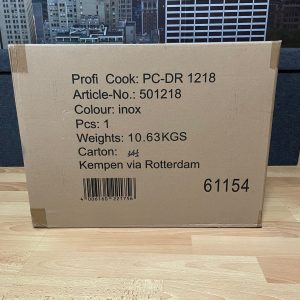 Profi Cook: PC-DR 1218
Article-No.: 501218
Colour: inox
Pcs: 1
Weights: 10.63KGS
Carton:
Kempen via Rotterdam
61154